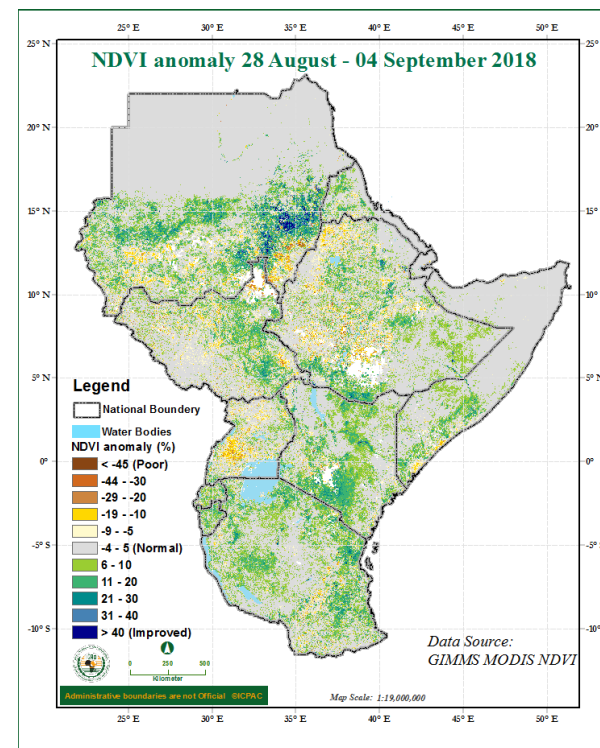 25° E 30° E 35° E 40° E 45° E 50° E
NDVI anomaly 28 August - 04 September 2018
25° N
25° N
20° N
20° N
15° N
15° N
10° N
10° N
5° N
5° N
Legend
National Boundery
Water Bodies
NDVI anomaly (%)
< -45 (Poor)
-44 - -30
-29 - -20
-19 - -10
-9 - -5
-4 - 5 (Normal)
6 - 10
11 - 20
21 - 30
31 - 40
> 40 (Improved)
0°
0°
-5° S
-5° S
-10° S
-10° S
0 250 500
Kilometer
Data Source:
GIMMS MODIS NDVI
Administrative boundaries are not Official ©ICPAC
Map Scale: 1:19,000,000
25° E 30° E 35° E 40° E 45° E 50° E